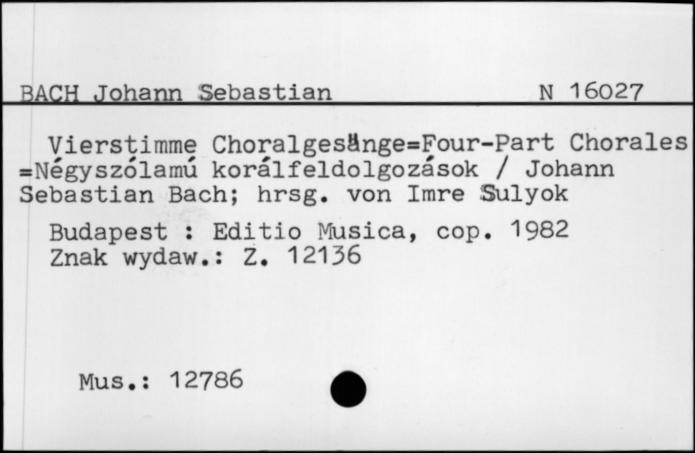 BACH Johann Sebastian N 16027
Vierstimme Choralgesänge=Four-Part Chorales
=Négyszólamú korálfeldolgozások / Johann
Sebastian Bach; hrsg. von Imre Sulyok
Budapest : Editio Musica, cop. 1982
Znak wydaw.: Z. 12136
Mus.: 12786